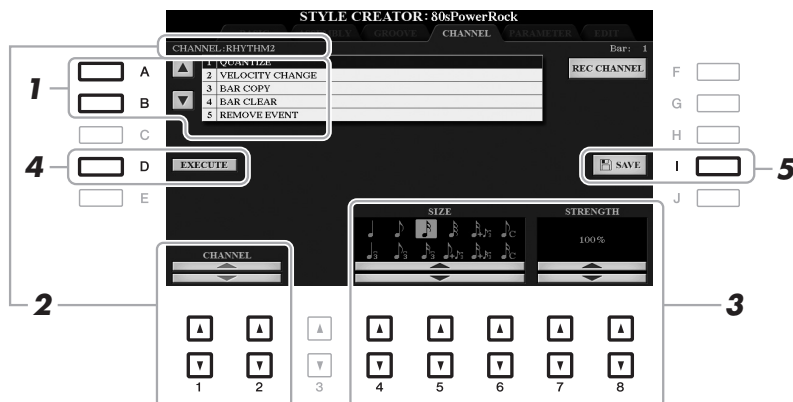 STYLE CREATOR: 80sPowerRock
GROOVE CHANNEL PARAMETER EDIT
CHANNEL:RHYTHM2 Bar: 1
1 QUANTIZE
2 VELOCITY CHANGE
3 BAR COPY
4 BAR CLEAR
5 REMOVE EVENT
REC CHANNEL
A
B
C
D
E
F
G
H
I
J
1
4
5
2
3
EXECUTE
SAVE
SIZE
STRENGTH
100%
CHANNEL
1 2 3 4 5 6 7 8